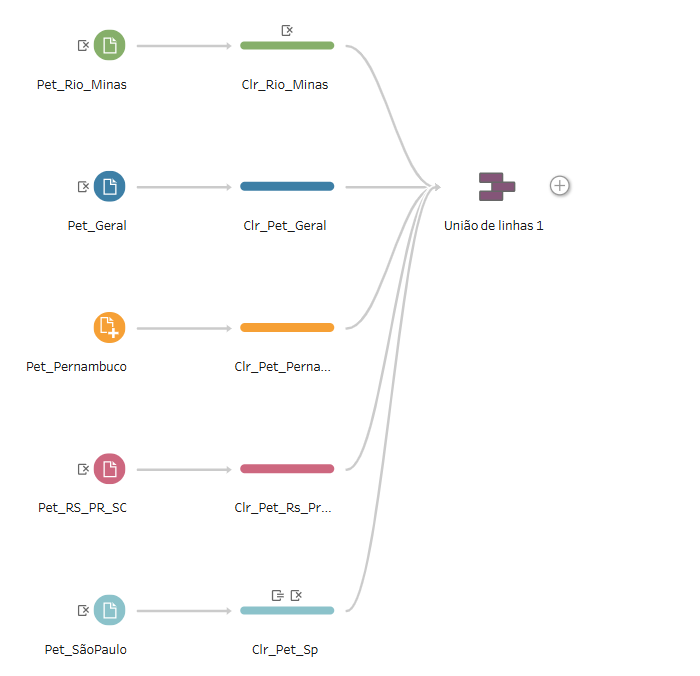 Pet_Rio_Minas
Clr_Rio_Minas
Pet_Geral
Clr_Pet_Geral
União de linhas 1
Pet_Pernambuco
Clr_Pet_Perna...
Pet_RS_PR_SC
Clr_Pet_Rs_Pr...
Pet_SãoPaulo
Clr_Pet_Sp